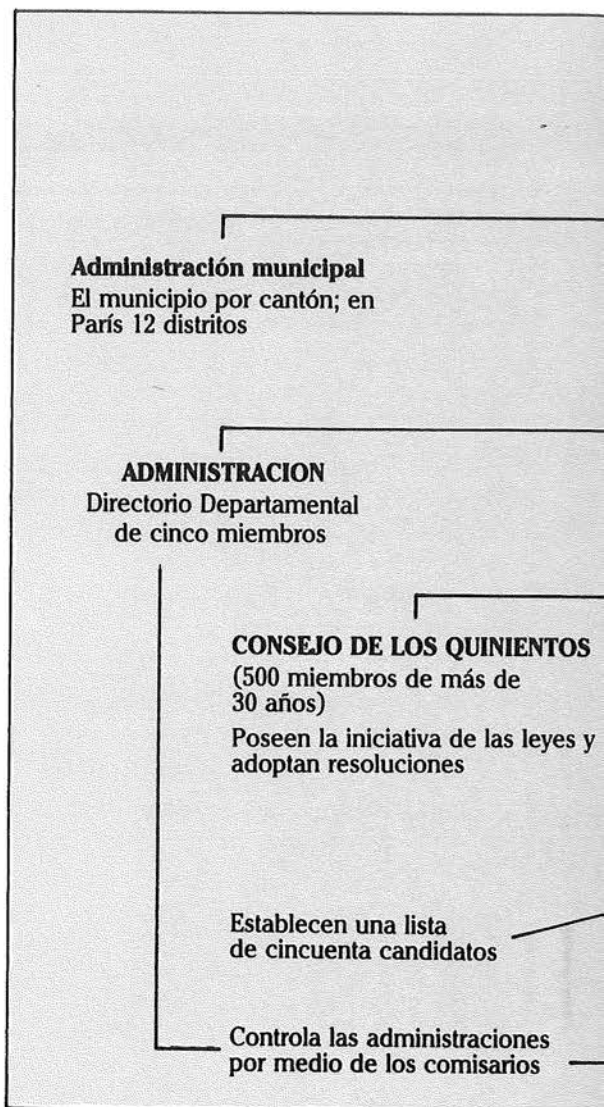 Administración municipal
El municipio por cantón; en
París 12 distritos
ADMINISTRACION
Directorio Departamental
de cinco miembros
CONSEJO DE LOS QUINIENTOS
(500 miembros de más de
30 años)
Poseen la iniciativa de las leyes y
adoptan resoluciones
Establecen una lista
de cincuenta candidatos
Controla las administraciones
por medio de los comisarios